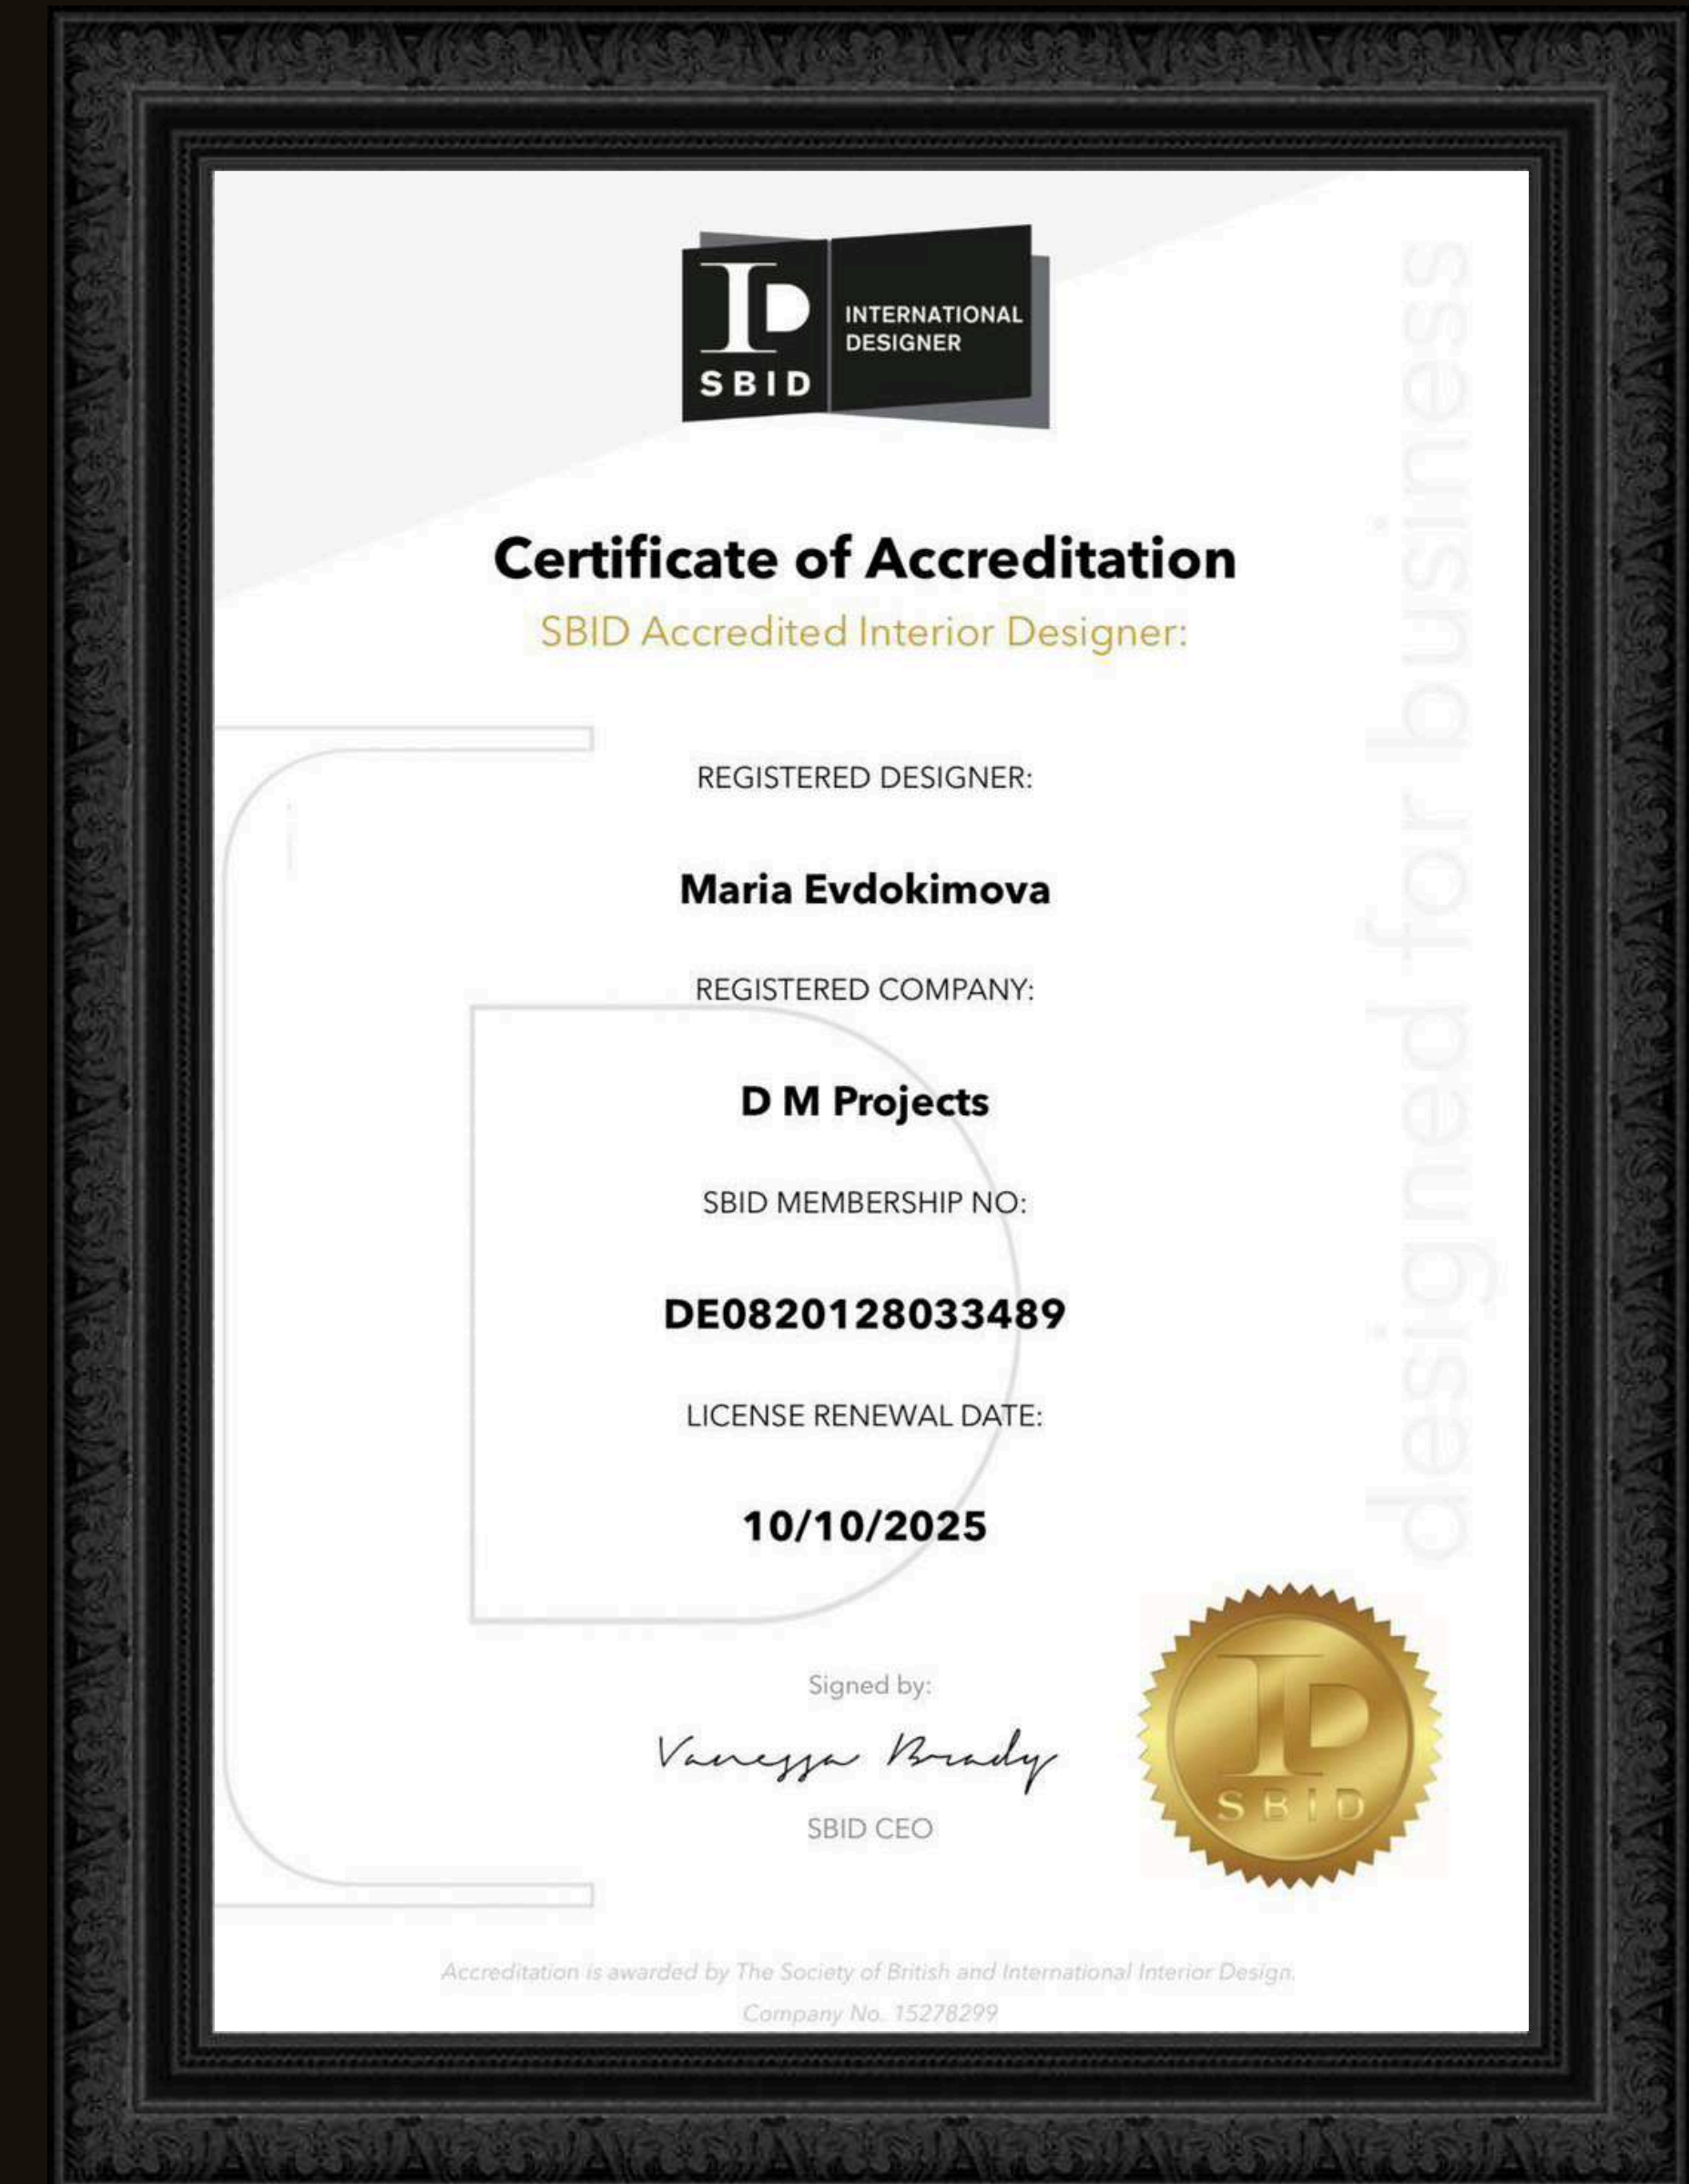 SBID
INTERNATIONAL
DESIGNER
Certificate of Accreditation
SBID Accredited Interior Designer:
REGISTERED DESIGNER:
Maria Evdokimova
REGISTERED COMPANY:
D M Projects
SBID MEMBERSHIP NO:
DE0820128033489
LICENSE RENEWAL DATE:
10/10/2025
Signed by:
Vanessa Brady
SBID CEO
Accreditation is awarded by The Society of British and International Interior Design.
Company No. 15278299
designed for business
ID
SBID